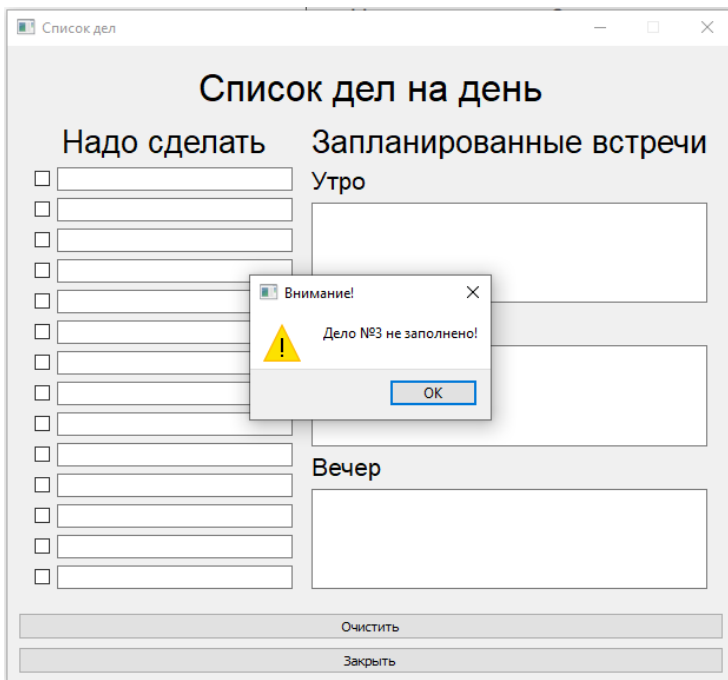 Список дел
Список дел на день
Надо сделать
Запланированные встречи
Утро
Внимание!
Дело №3 не заполнено!
OK
Вечер
Очистить
Закрыть